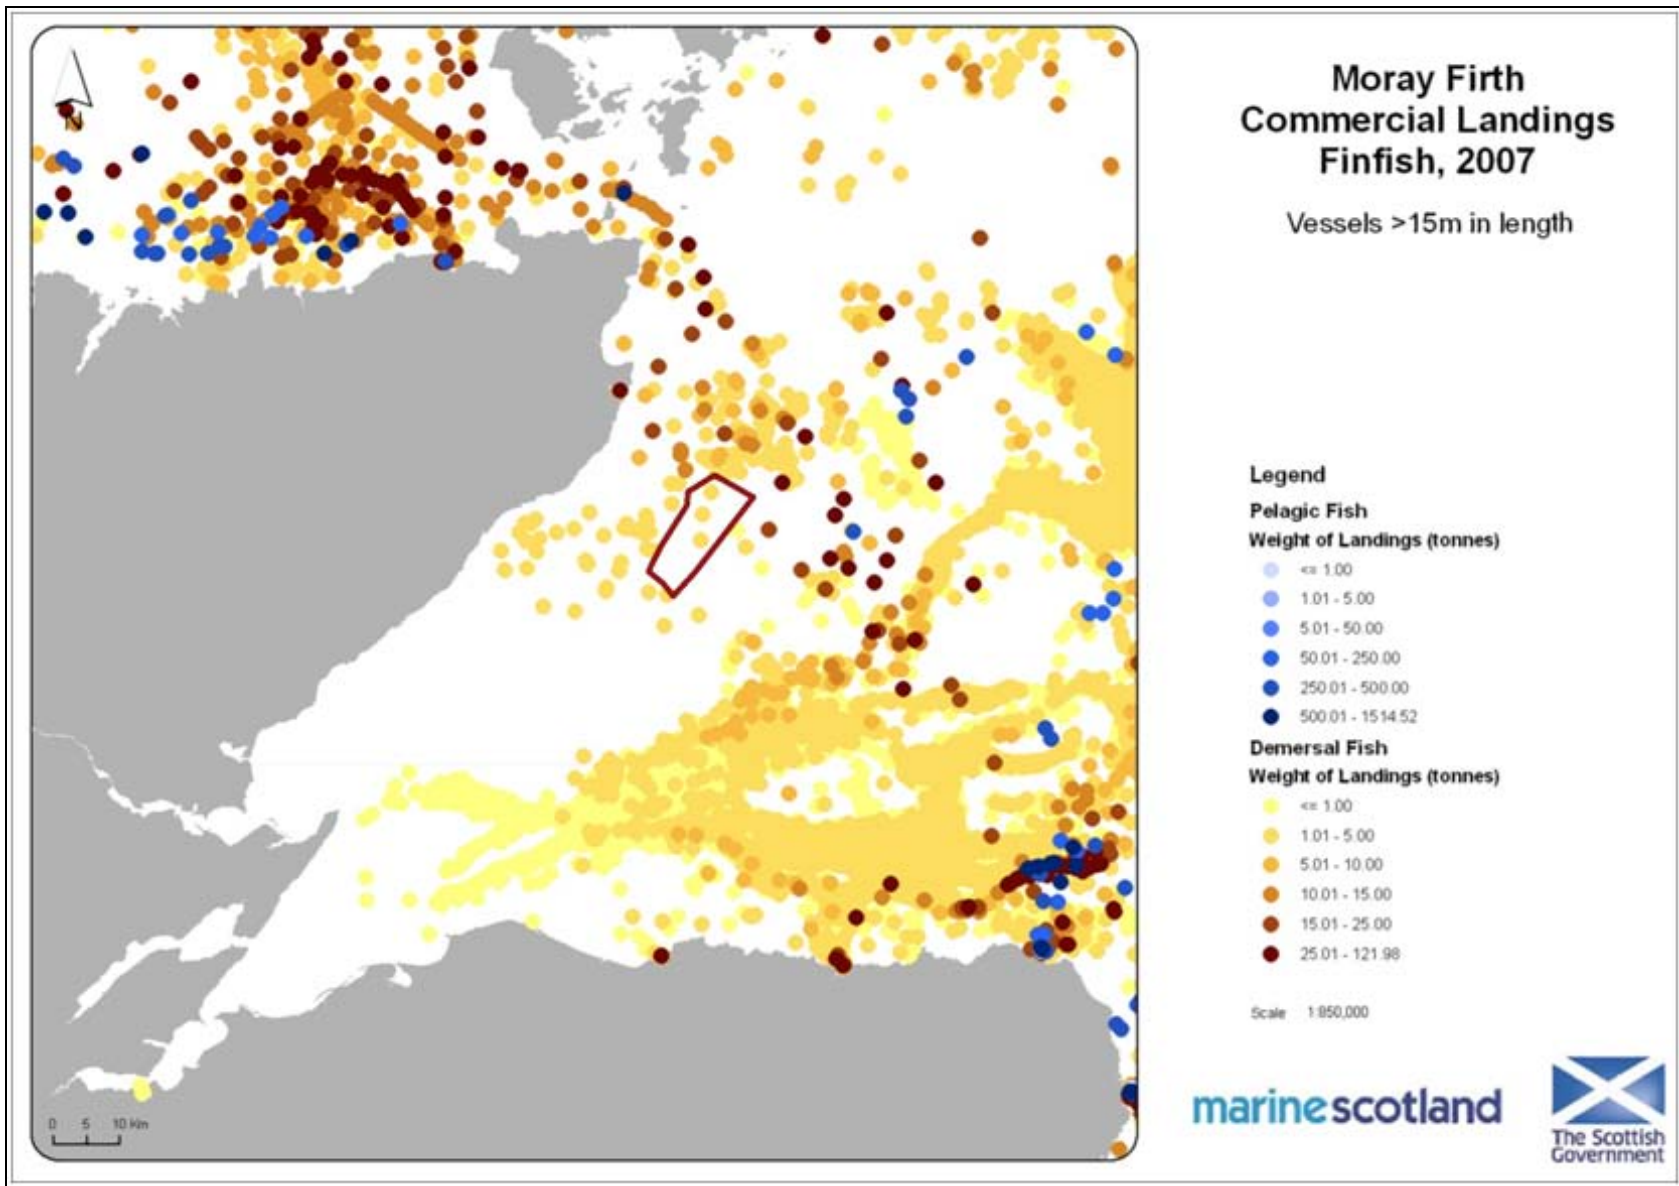 N
Moray Firth
Commercial Landings
Finfish, 2007
Vessels >15m in length
Legend
Pelagic Fish
Weight of Landings (tonnes)
<= 1.00
1.01 - 5.00
5.01 - 50.00
50.01 - 250.00
250.01 - 500.00
500.01 - 1514.52
Demersal Fish
Weight of Landings (tonnes)
<= 1.00
1.01 - 5.00
5.01 - 10.00
10.01 - 15.00
15.01 - 25.00
25.01 - 121.98
Scale 1:850,000
0 5 10 Km
marinescotland
The Scottish
Government